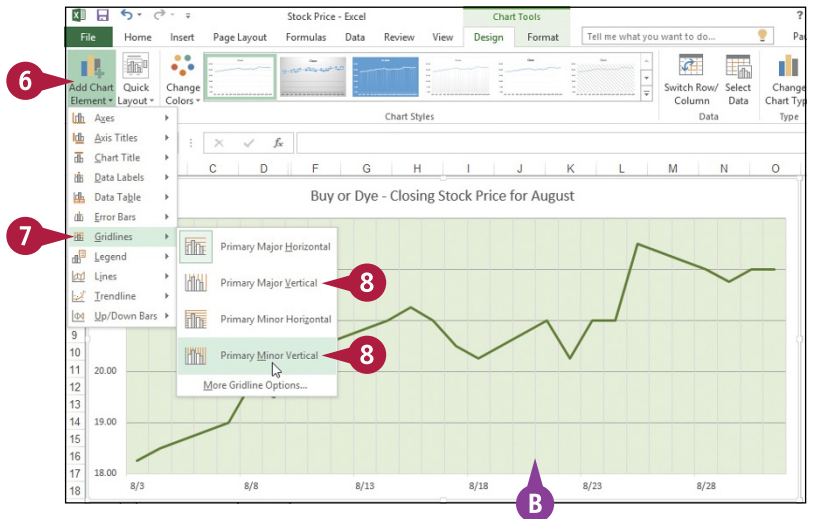 Stock Price - Excel
Chart Tools
?
File Home Insert Page Layout Formulas Data Review View Design Format Tell me what you want to do... Pa
6
Add Chart Element
Quick Layout
Change Colors
Switch Row/ Column
Select Data
Change Chart Typ
Chart Styles
Data
Type
Axes
Axis Titles
Chart Title
Data Labels
Data Table
Error Bars
7
Gridlines
Legend
Lines
Trendline
Up/Down Bars
fx
C D E F G H I J K L M N O
Buy or Dye - Closing Stock Price for August
Primary Major Horizontal
Primary Major Vertical
8
Primary Minor Horizontal
Primary Minor Vertical
8
More Gridline Options...
9
10
11
12
13
14
15
16
17
18
20.00
19.00
18.00
8/3 8/8 8/13 8/18 8/23 8/28
B